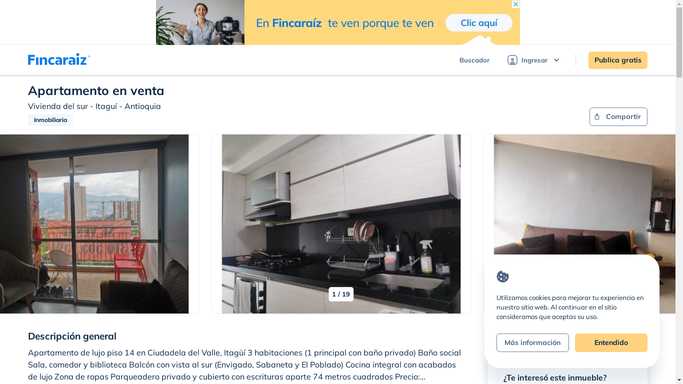 En Fincaraíz te ven porque te ven
Clic aquí
Fincaraíz
Buscador
Ingresar
Publica gratis
Apartamento en venta
Vivienda del sur - Itaguí - Antioquia
Inmobiliaria
Compartir
1 / 19
Utilizamos cookies para mejorar tu experiencia en
nuestro sitio web. Al continuar en el sitio
consideramos que aceptas su uso.
Más información
Entendido
Descripción general
Apartamento de lujo piso 14 en Ciudadela del Valle, Itagüí 3 habitaciones (1 principal con baño privado) Baño social
Sala, comedor y biblioteca Balcón con vista al sur (Envigado, Sabaneta y El Poblado) Cocina integral con acabados
de lujo Zona de ropas Parqueadero privado y cubierto con escrituras aparte 74 metros cuadrados Precio:...
¿Te interesó este inmueble?